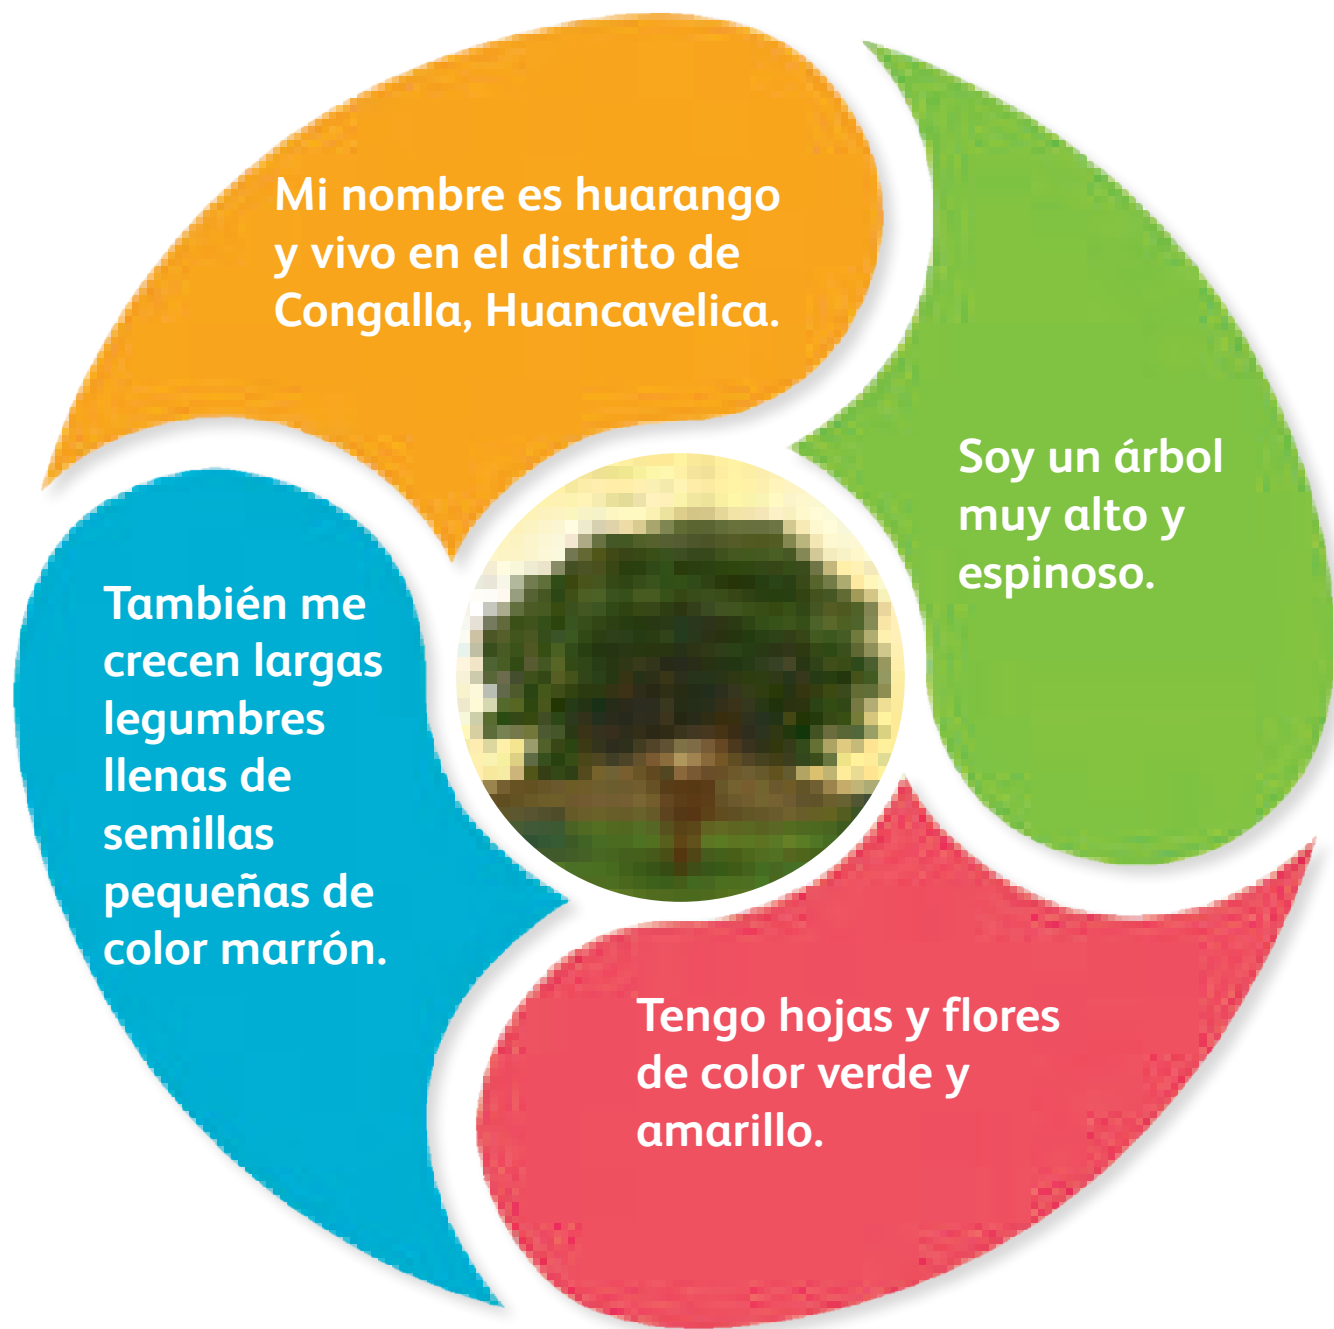 Mi nombre es huarango
y vivo en el distrito de
Congalla, Huancavelica.
Soy un árbol
muy alto y
espinoso.
Tengo hojas y flores
de color verde y
amarillo.
También me
crecen largas
legumbres
llenas de
semillas
pequeñas de
color marrón.